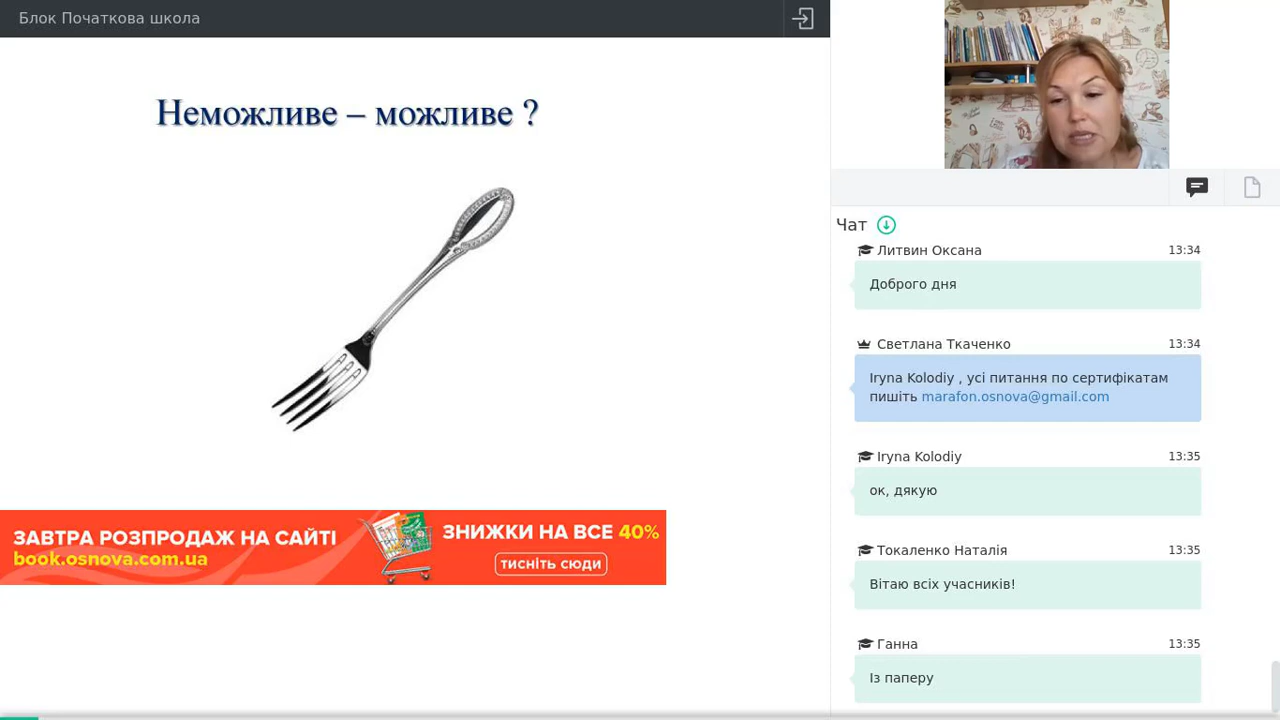 Блок Початкова школа
Неможливе – можливе ?
ЗАВТРА РОЗПРОДАЖ НА САЙТІ
book.osnova.com.ua
ЗНИЖКИ НА ВСЕ 40%
тисніть сюди
Чат
Литвин Оксана 13:34
Доброго дня
Светлана Ткаченко 13:34
Iryna Kolodiy , усі питання по сертифікатам
пишіть marafon.osnova@gmail.com
Iryna Kolodiy 13:35
ок, дякую
Токаленко Наталія 13:35
Вітаю всіх учасників!
Ганна 13:35
Із паперу